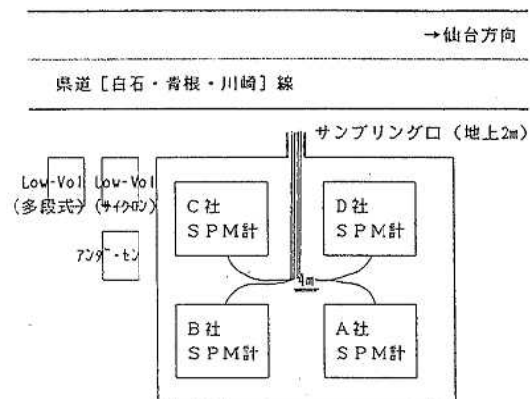 →仙台方向
県道[白石・青根・川崎]線
サンプリング口(地上2m)
Low-Vol
(多段式)
Low-Vol
(サイクロン)
アンダーセン
C社
SPM計
D社
SPM計
1m
B社
SPM計
A社
SPM計